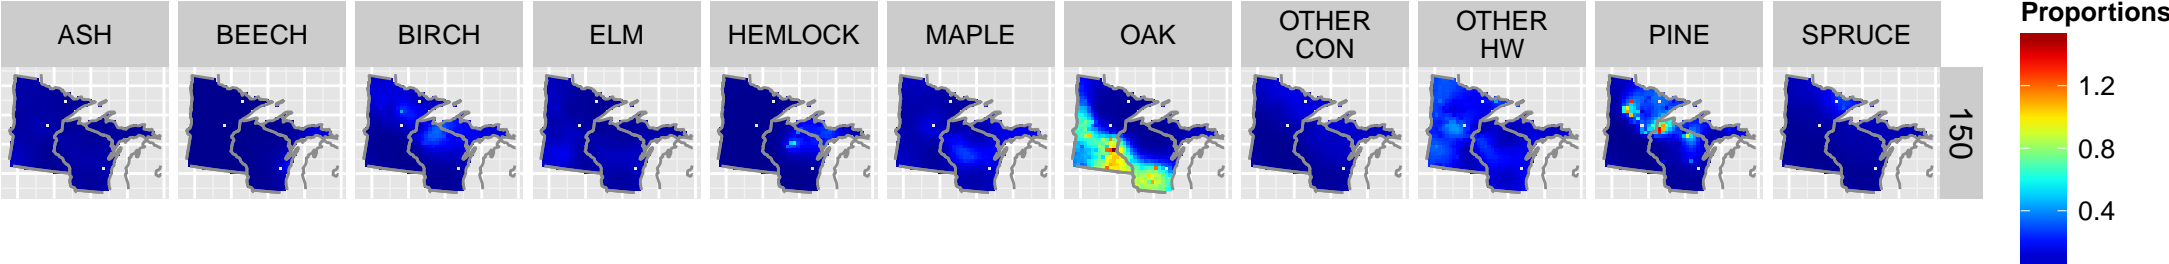 ASH
BEECH
BIRCH
ELM
HEMLOCK
MAPLE
OAK
OTHER
CON
OTHER
HW
PINE
SPRUCE
150
Proportions
1.2
0.8
0.4